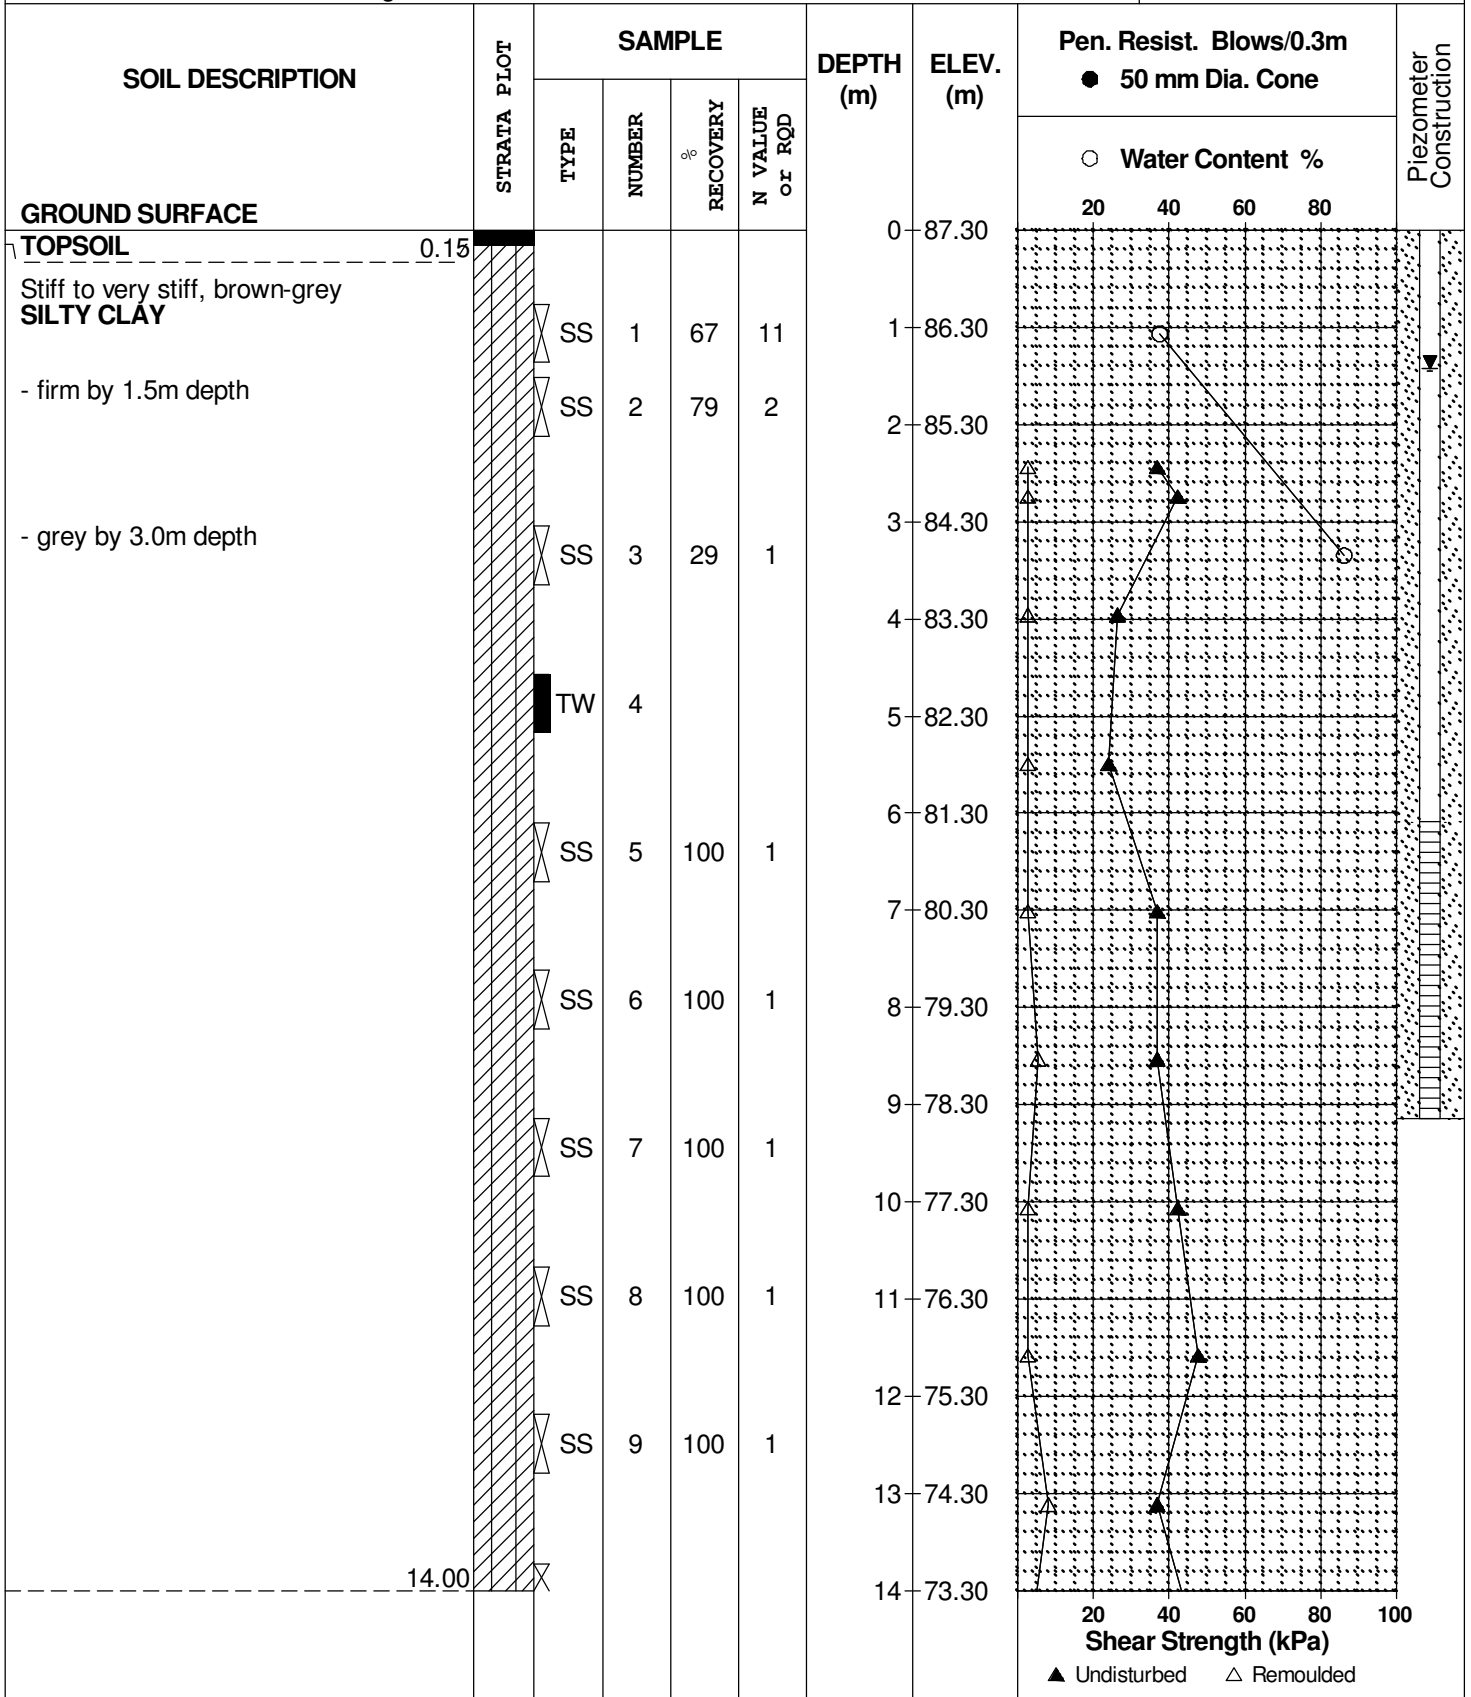 SOIL DESCRIPTION
STRATA PLOT
SAMPLE
TYPE
NUMBER
% RECOVERY
N VALUE or RQD
DEPTH (m)
ELEV. (m)
Pen. Resist. Blows/0.3m
50 mm Dia. Cone
Water Content %
Piezometer Construction
20 40 60 80
GROUND SURFACE
0 87.30
TOPSOIL 0.15
Stiff to very stiff, brown-grey
SILTY CLAY
SS 1 67 11
1 86.30
- firm by 1.5m depth
SS 2 79 2
2 85.30
3 84.30
- grey by 3.0m depth
SS 3 29 1
4 83.30
TW 4
5 82.30
6 81.30
SS 5 100 1
7 80.30
SS 6 100 1
8 79.30
9 78.30
SS 7 100 1
10 77.30
SS 8 100 1
11 76.30
12 75.30
SS 9 100 1
13 74.30
14.00
14 73.30
20 40 60 80 100
Shear Strength (kPa)
Undisturbed Remoulded